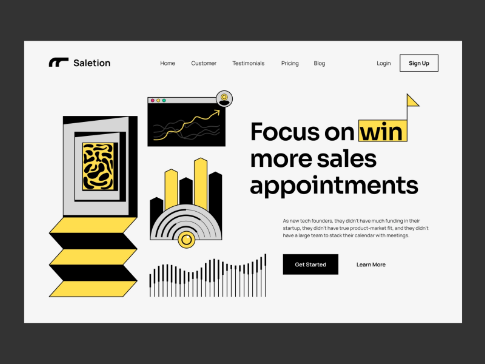 Saletion
Home Customer Testimonials Pricing Blog
Login Sign Up
Focus on win
more sales
appointments
As new tech founders, they didn't have much funding in their
startup, they didn't have true product-market fit, and they didn't
have a large team to stack their calendar with meetings.
Get Started Learn More